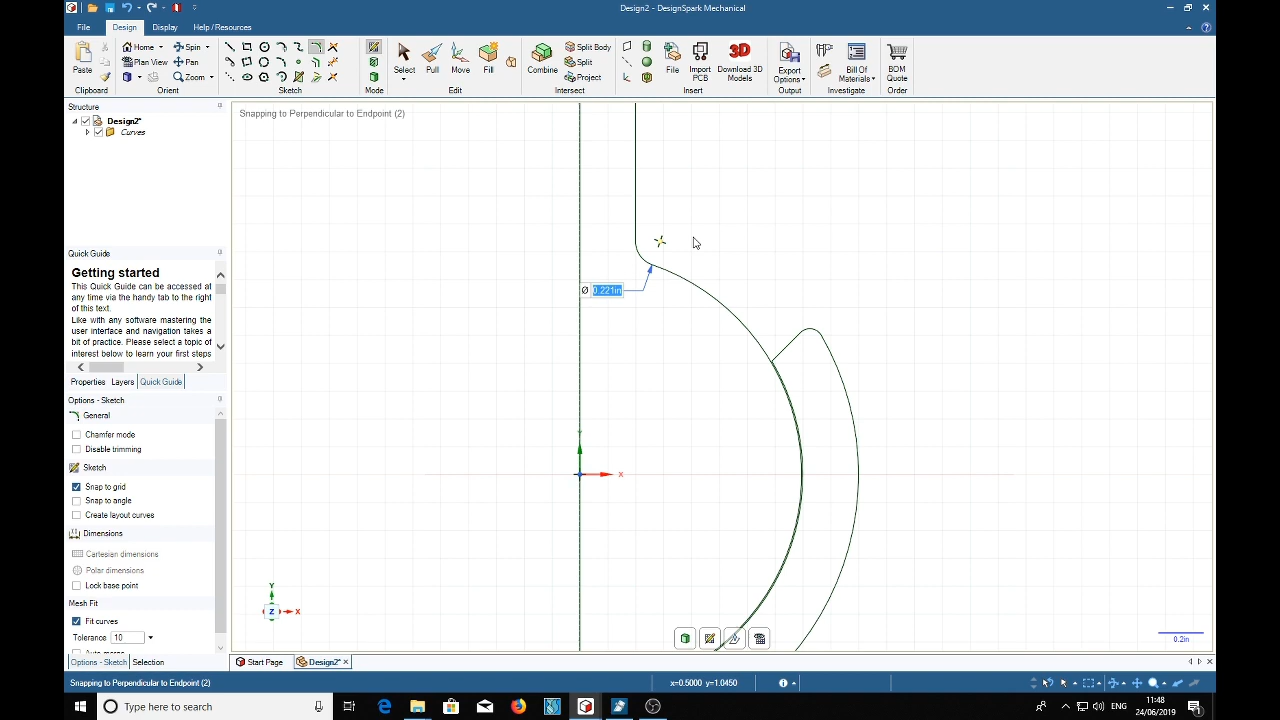 Design2 - DesignSpark Mechanical
File Design Display Help / Resources
Paste Home Spin Plan View Pan Zoom Select Pull Move Fill Combine Split Body Split Project File Import PCB Download 3D Models Export Options Bill Of Materials BOM Quote
Clipboard Orient Sketch Mode Edit Intersect Insert Output Investigate Order
Structure
Design2*
Curves
Snapping to Perpendicular to Endpoint (2)
Quick Guide
Getting started
This Quick Guide can be accessed at
any time via the handy tab to the right
of this text.
Like with any software mastering the
user interface and navigation takes a
bit of practice. Please select a topic of
interest below to learn your first steps
Properties Layers Quick Guide
Options - Sketch
General
Chamfer mode
Disable trimming
Sketch
Snap to grid
Snap to angle
Create layout curves
Dimensions
Cartesian dimensions
Polar dimensions
Lock base point
Mesh Fit
Fit curves
Tolerance 10
Options - Sketch Selection
Ø 0.221in
Y
X
Y
Z X
0.2in
Start Page Design2*
Snapping to Perpendicular to Endpoint (2) x=0.5000 y=1.0450
Type here to search
ENG
11:48
24/06/2019